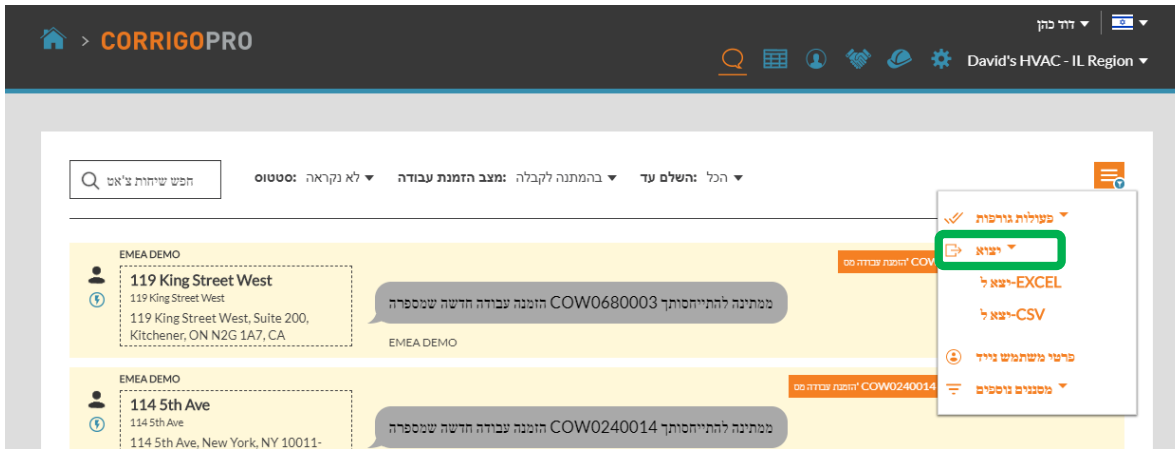 דוד כהן
> CORRIGOPRO
David's HVAC - IL Region
חפש שיחות צ'אט
סטטוס: לא נקראה
מצב הזמנת עבודה: בהמתנה לקבלה
השלם עד: הכל
פעולות גורפות
יצוא
יצא ל-EXCEL
יצא ל-CSV
פרטי משתמש נייד
מסננים נוספים
EMEA DEMO
119 King Street West
119 King Street West
119 King Street West, Suite 200,
Kitchener, ON N2G 1A7, CA
הזמנת עבודה מס' COW
ממתינה להתייחסותך COW0680003 הזמנה עבודה חדשה שמספרה
EMEA DEMO
EMEA DEMO
114 5th Ave
114 5th Ave
114 5th Ave, New York, NY 10011-
הזמנת עבודה מס' COW0240014
ממתינה להתייחסותך COW0240014 הזמנה עבודה חדשה שמספרה